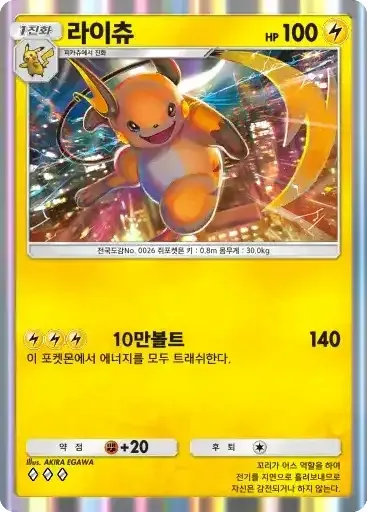 1진화
라이츄
HP 100
피카츄에서 진화
전국도감No. 0026 쥐포켓몬 키 : 0.8m 몸무게 : 30.0kg
10만볼트 140
이 포켓몬에서 에너지를 모두 트래쉬한다.
약점 +20 후퇴
Illus. AKIRA EGAWA
꼬리가 어스 역할을 하여
전기를 지면으로 흘려보내므로
자신은 감전되거나 하지 않는다.